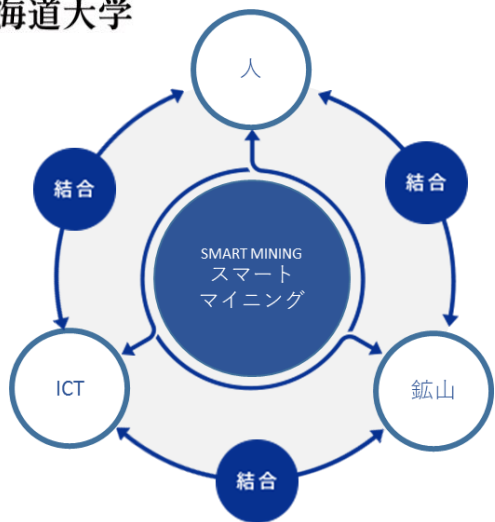 海道大学
人
結合
結合
SMART MINING
スマート
マイニング
ICT
鉱山
結合